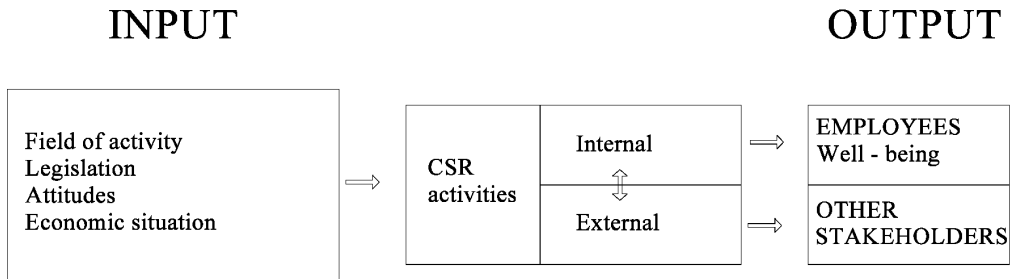 INPUT
OUTPUT
Field of activity
Legislation
Attitudes
Economic situation
CSR
activities
Internal
External
EMPLOYEES
Well - being
OTHER
STAKEHOLDERS